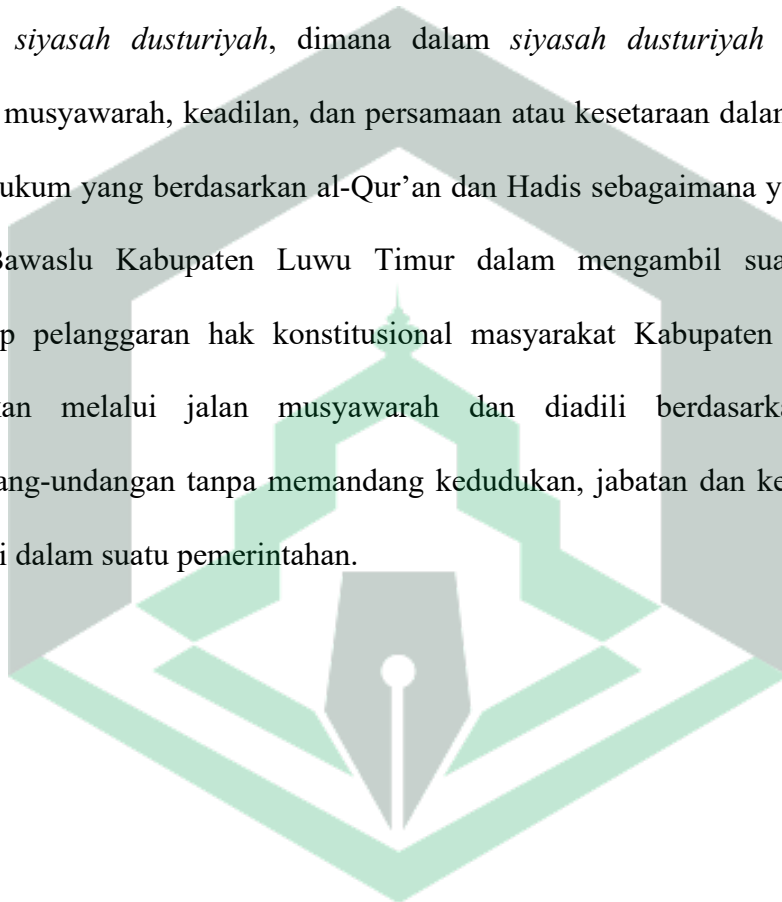 siyasah dusturiyah, dimana dalam siyasah dusturiyah
musyawarah, keadilan, dan persamaan atau kesetaraan dalam
ukum yang berdasarkan al-Qur’an dan Hadis sebagaimana y
Bawaslu Kabupaten Luwu Timur dalam mengambil sua
p pelanggaran hak konstitusional masyarakat Kabupaten
kan melalui jalan musyawarah dan diadili berdasarka
ang-undangan tanpa memandang kedudukan, jabatan dan ke
i dalam suatu pemerintahan.